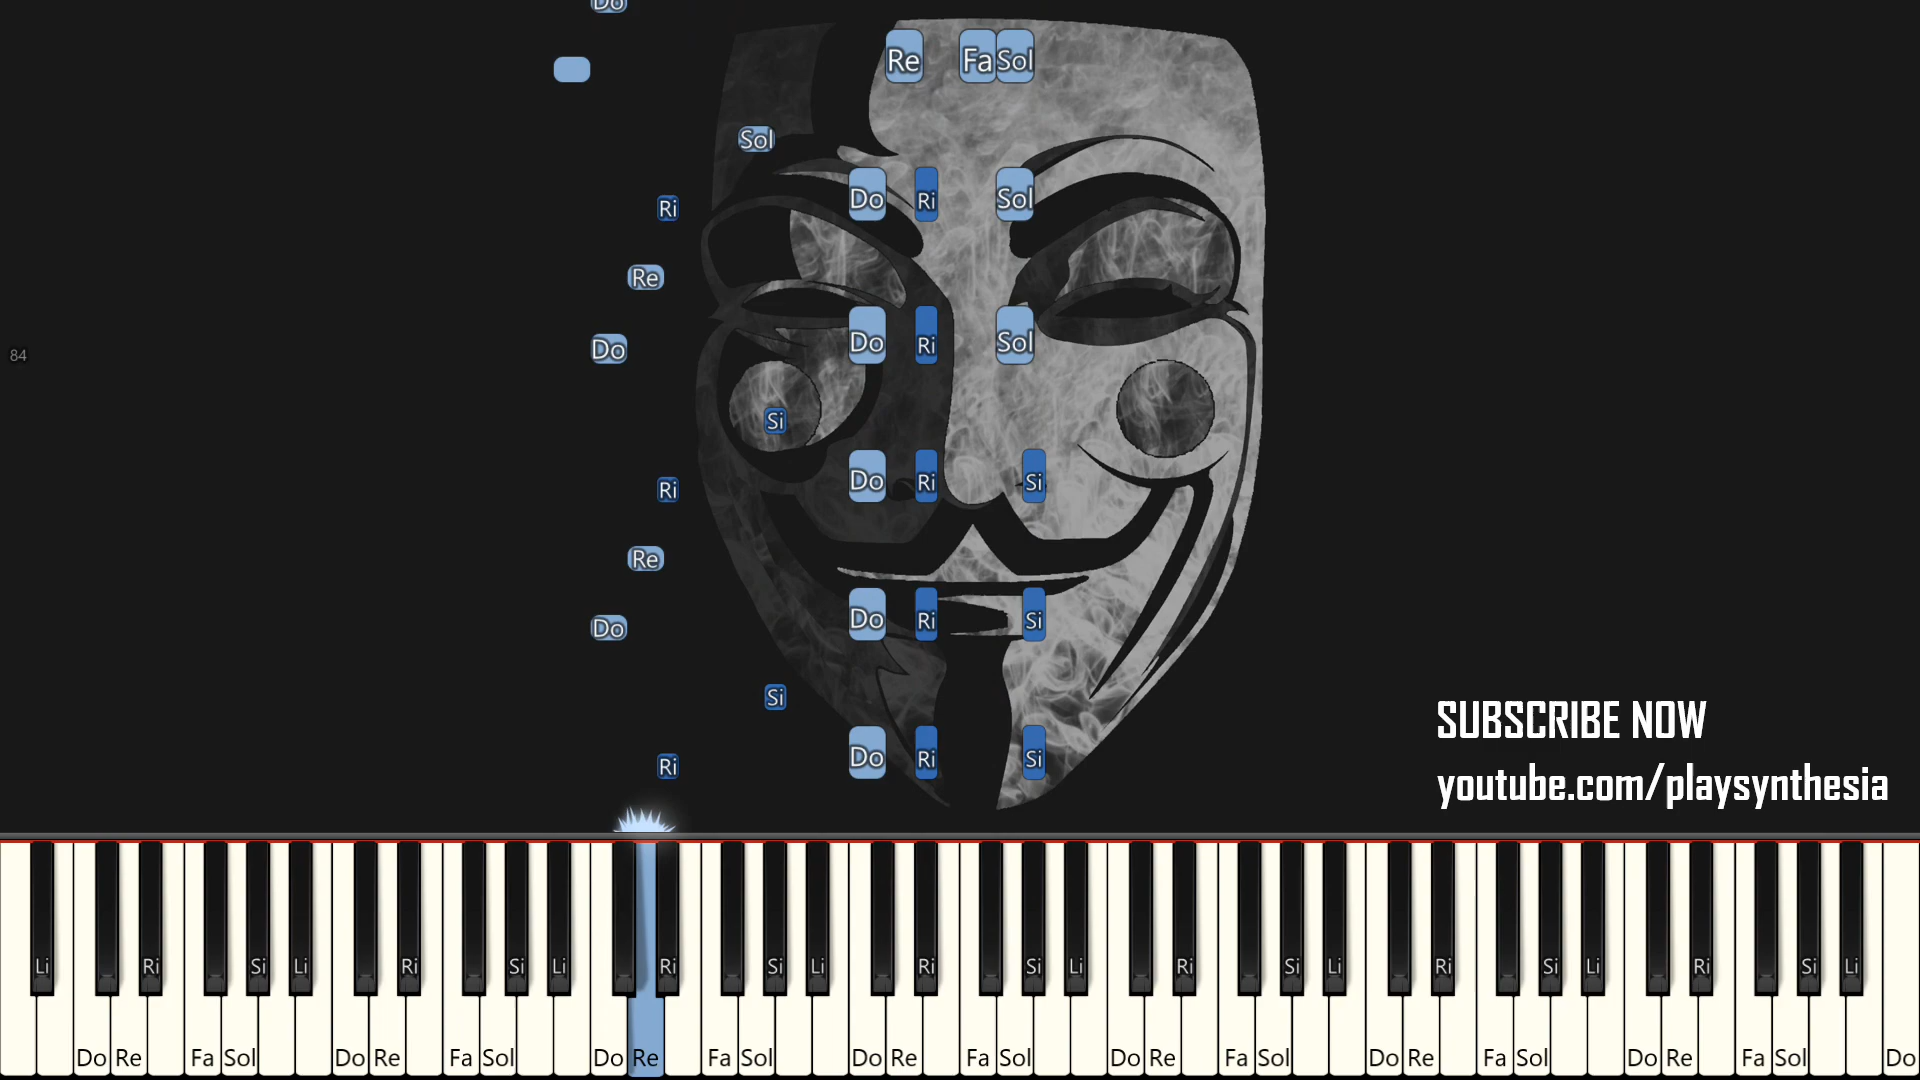 Do
Re Fa Sol
Sol
Do Ri Sol
Ri
Re
Do Ri Sol
Do
84
Si
Do Ri Si
Ri
Re
Do Ri Si
Do
Si
SUBSCRIBE NOW
Do Ri Si
Ri
youtube.com/playsynthesia
Li Ri Si Li Ri Si Li Ri Si Li Ri Si Li Ri Si Li Ri Si Li Ri Si Li
Do Re Fa Sol Do Re Fa Sol Do Re Fa Sol Do Re Fa Sol Do Re Fa Sol Do Re Fa Sol Do Re Fa Sol Do